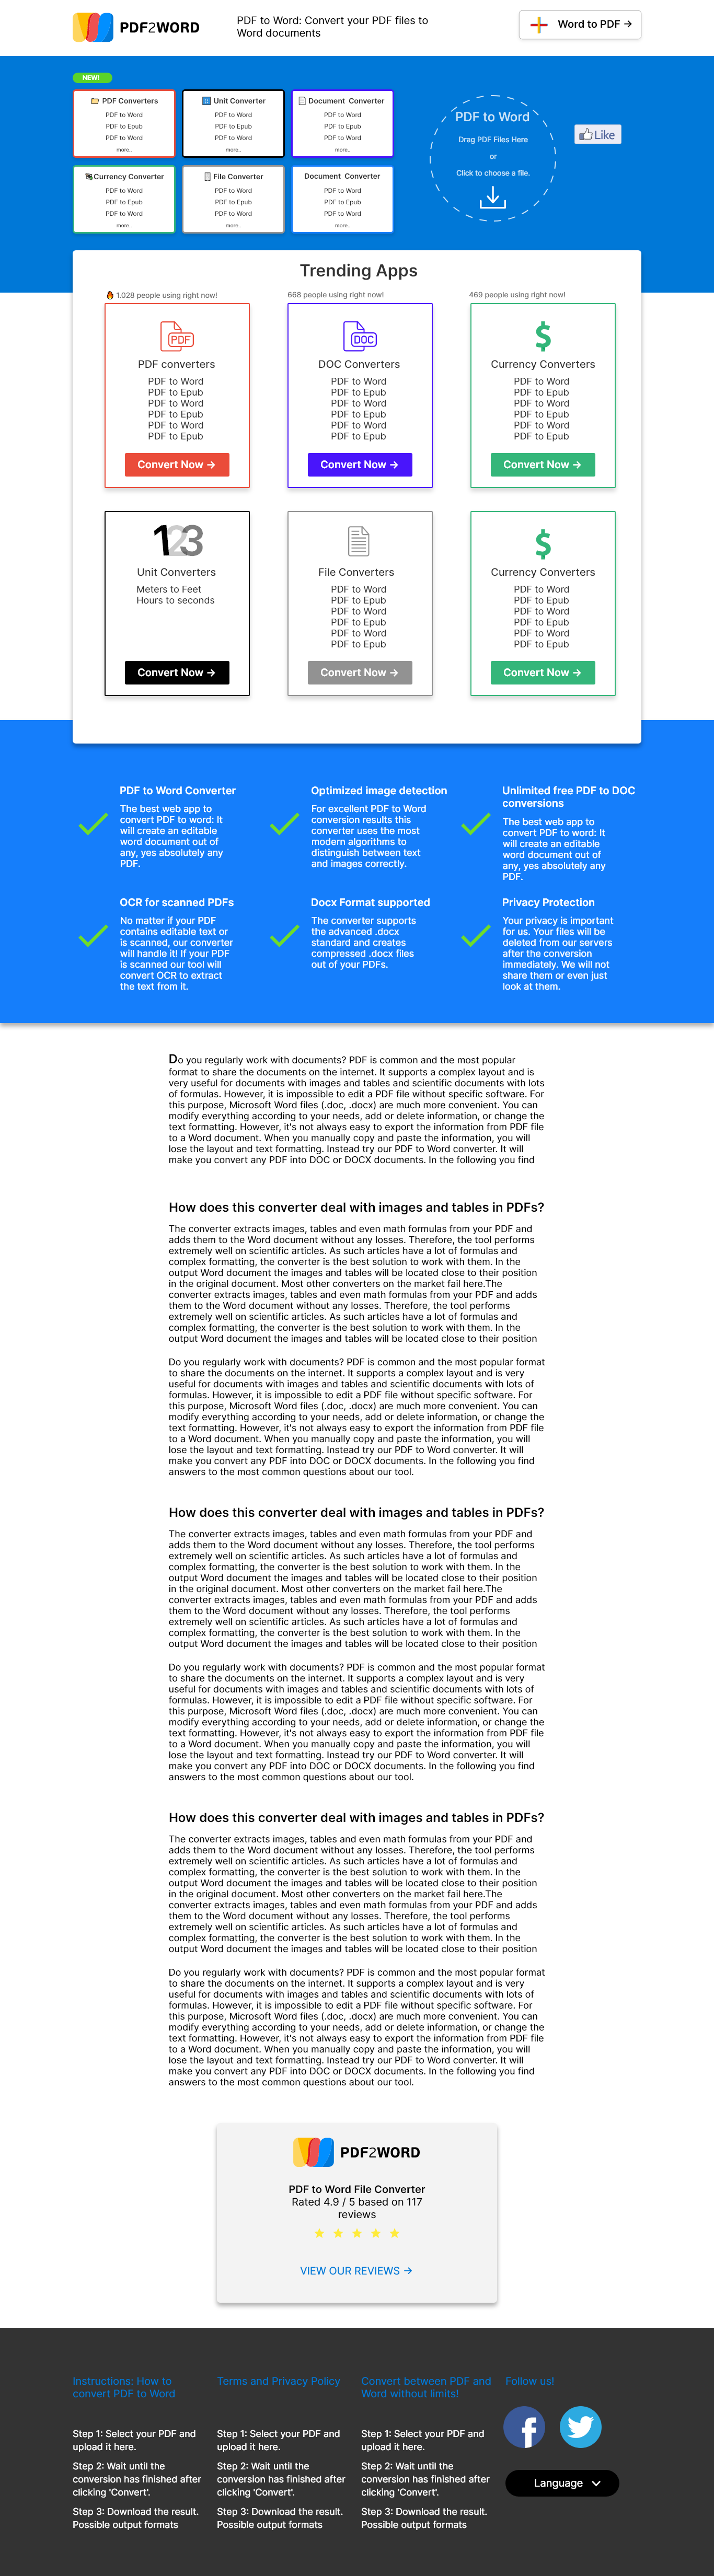 PDF2WORD
PDF to Word: Convert your PDF files to
Word documents
Word to PDF →
NEW!
PDF Converters
PDF to Word
PDF to Epub
PDF to Word
more..
Unit Converter
PDF to Word
PDF to Epub
PDF to Word
more..
Document Converter
PDF to Word
PDF to Epub
PDF to Word
more..
Currency Converter
PDF to Word
PDF to Epub
PDF to Word
more..
File Converter
PDF to Word
PDF to Epub
PDF to Word
more..
Document Converter
PDF to Word
PDF to Epub
PDF to Word
more..
PDF to Word
Drag PDF Files Here
or
Click to choose a file.
Like
Trending Apps
1.028 people using right now!
PDF
PDF converters
PDF to Word
PDF to Epub
PDF to Word
PDF to Epub
PDF to Word
PDF to Epub
Convert Now →
668 people using right now!
DOC
DOC Converters
PDF to Word
PDF to Epub
PDF to Word
PDF to Epub
PDF to Word
PDF to Epub
Convert Now →
469 people using right now!
$
Currency Converters
PDF to Word
PDF to Epub
PDF to Word
PDF to Epub
PDF to Word
PDF to Epub
Convert Now →
123
Unit Converters
Meters to Feet
Hours to seconds
Convert Now →
File Converters
PDF to Word
PDF to Epub
PDF to Word
PDF to Epub
PDF to Word
PDF to Epub
Convert Now →
$
Currency Converters
PDF to Word
PDF to Epub
PDF to Word
PDF to Epub
PDF to Word
PDF to Epub
Convert Now →
PDF to Word Converter
The best web app to
convert PDF to word: It
will create an editable
word document out of
any, yes absolutely any
PDF.
Optimized image detection
For excellent PDF to Word
conversion results this
converter uses the most
modern algorithms to
distinguish between text
and images correctly.
Unlimited free PDF to DOC
conversions
The best web app to
convert PDF to word: It
will create an editable
word document out of
any, yes absolutely any
PDF.
OCR for scanned PDFs
No matter if your PDF
contains editable text or
is scanned, our converter
will handle it! If your PDF
is scanned our tool will
convert OCR to extract
the text from it.
Docx Format supported
The converter supports
the advanced .docx
standard and creates
compressed .docx files
out of your PDFs.
Privacy Protection
Your privacy is important
for us. Your files will be
deleted from our servers
after the conversion
immediately. We will not
share them or even just
look at them.
Do you regularly work with documents? PDF is common and the most popular
format to share the documents on the internet. It supports a complex layout and is
very useful for documents with images and tables and scientific documents with lots
of formulas. However, it is impossible to edit a PDF file without specific software. For
this purpose, Microsoft Word files (.doc, .docx) are much more convenient. You can
modify everything according to your needs, add or delete information, or change the
text formatting. However, it's not always easy to export the information from PDF file
to a Word document. When you manually copy and paste the information, you will
lose the layout and text formatting. Instead try our PDF to Word converter. It will
make you convert any PDF into DOC or DOCX documents. In the following you find
How does this converter deal with images and tables in PDFs?
The converter extracts images, tables and even math formulas from your PDF and
adds them to the Word document without any losses. Therefore, the tool performs
extremely well on scientific articles. As such articles have a lot of formulas and
complex formatting, the converter is the best solution to work with them. In the
output Word document the images and tables will be located close to their position
in the original document. Most other converters on the market fail here.The
converter extracts images, tables and even math formulas from your PDF and adds
them to the Word document without any losses. Therefore, the tool performs
extremely well on scientific articles. As such articles have a lot of formulas and
complex formatting, the converter is the best solution to work with them. In the
output Word document the images and tables will be located close to their position
Do you regularly work with documents? PDF is common and the most popular format
to share the documents on the internet. It supports a complex layout and is very
useful for documents with images and tables and scientific documents with lots of
formulas. However, it is impossible to edit a PDF file without specific software. For
this purpose, Microsoft Word files (.doc, .docx) are much more convenient. You can
modify everything according to your needs, add or delete information, or change the
text formatting. However, it's not always easy to export the information from PDF file
to a Word document. When you manually copy and paste the information, you will
lose the layout and text formatting. Instead try our PDF to Word converter. It will
make you convert any PDF into DOC or DOCX documents. In the following you find
answers to the most common questions about our tool.
How does this converter deal with images and tables in PDFs?
The converter extracts images, tables and even math formulas from your PDF and
adds them to the Word document without any losses. Therefore, the tool performs
extremely well on scientific articles. As such articles have a lot of formulas and
complex formatting, the converter is the best solution to work with them. In the
output Word document the images and tables will be located close to their position
in the original document. Most other converters on the market fail here.The
converter extracts images, tables and even math formulas from your PDF and adds
them to the Word document without any losses. Therefore, the tool performs
extremely well on scientific articles. As such articles have a lot of formulas and
complex formatting, the converter is the best solution to work with them. In the
output Word document the images and tables will be located close to their position
Do you regularly work with documents? PDF is common and the most popular format
to share the documents on the internet. It supports a complex layout and is very
useful for documents with images and tables and scientific documents with lots of
formulas. However, it is impossible to edit a PDF file without specific software. For
this purpose, Microsoft Word files (.doc, .docx) are much more convenient. You can
modify everything according to your needs, add or delete information, or change the
text formatting. However, it's not always easy to export the information from PDF file
to a Word document. When you manually copy and paste the information, you will
lose the layout and text formatting. Instead try our PDF to Word converter. It will
make you convert any PDF into DOC or DOCX documents. In the following you find
answers to the most common questions about our tool.
How does this converter deal with images and tables in PDFs?
The converter extracts images, tables and even math formulas from your PDF and
adds them to the Word document without any losses. Therefore, the tool performs
extremely well on scientific articles. As such articles have a lot of formulas and
complex formatting, the converter is the best solution to work with them. In the
output Word document the images and tables will be located close to their position
in the original document. Most other converters on the market fail here.The
converter extracts images, tables and even math formulas from your PDF and adds
them to the Word document without any losses. Therefore, the tool performs
extremely well on scientific articles. As such articles have a lot of formulas and
complex formatting, the converter is the best solution to work with them. In the
output Word document the images and tables will be located close to their position
Do you regularly work with documents? PDF is common and the most popular format
to share the documents on the internet. It supports a complex layout and is very
useful for documents with images and tables and scientific documents with lots of
formulas. However, it is impossible to edit a PDF file without specific software. For
this purpose, Microsoft Word files (.doc, .docx) are much more convenient. You can
modify everything according to your needs, add or delete information, or change the
text formatting. However, it's not always easy to export the information from PDF file
to a Word document. When you manually copy and paste the information, you will
lose the layout and text formatting. Instead try our PDF to Word converter. It will
make you convert any PDF into DOC or DOCX documents. In the following you find
answers to the most common questions about our tool.
PDF2WORD
PDF to Word File Converter
Rated 4.9 / 5 based on 117
reviews
VIEW OUR REVIEWS →
Instructions: How to
convert PDF to Word
Step 1: Select your PDF and
upload it here.
Step 2: Wait until the
conversion has finished after
clicking 'Convert'.
Step 3: Download the result.
Possible output formats
Terms and Privacy Policy
Step 1: Select your PDF and
upload it here.
Step 2: Wait until the
conversion has finished after
clicking 'Convert'.
Step 3: Download the result.
Possible output formats
Convert between PDF and
Word without limits!
Step 1: Select your PDF and
upload it here.
Step 2: Wait until the
conversion has finished after
clicking 'Convert'.
Step 3: Download the result.
Possible output formats
Follow us!
f
Language